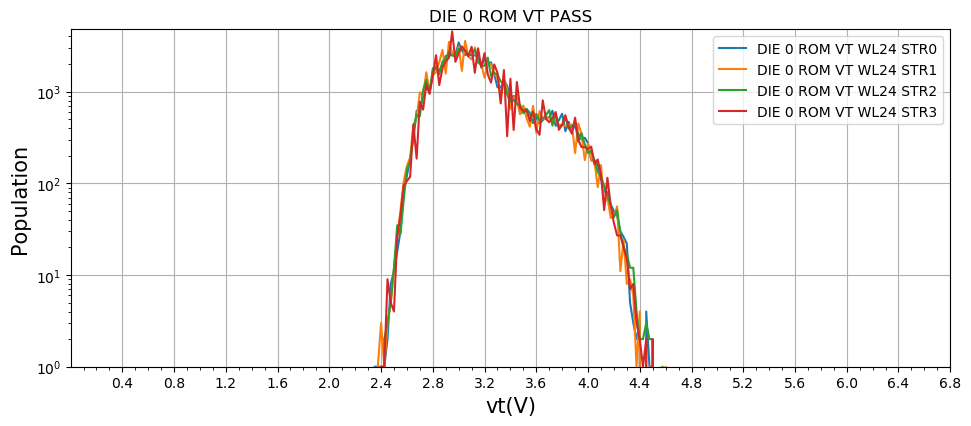 DIE 0 ROM VT PASS
DIE 0 ROM VT WL24 STR0
DIE 0 ROM VT WL24 STR1
DIE 0 ROM VT WL24 STR2
DIE 0 ROM VT WL24 STR3
Population
10³
10²
10¹
10⁰
0.4 0.8 1.2 1.6 2.0 2.4 2.8 3.2 3.6 4.0 4.4 4.8 5.2 5.6 6.0 6.4 6.8
vt(V)